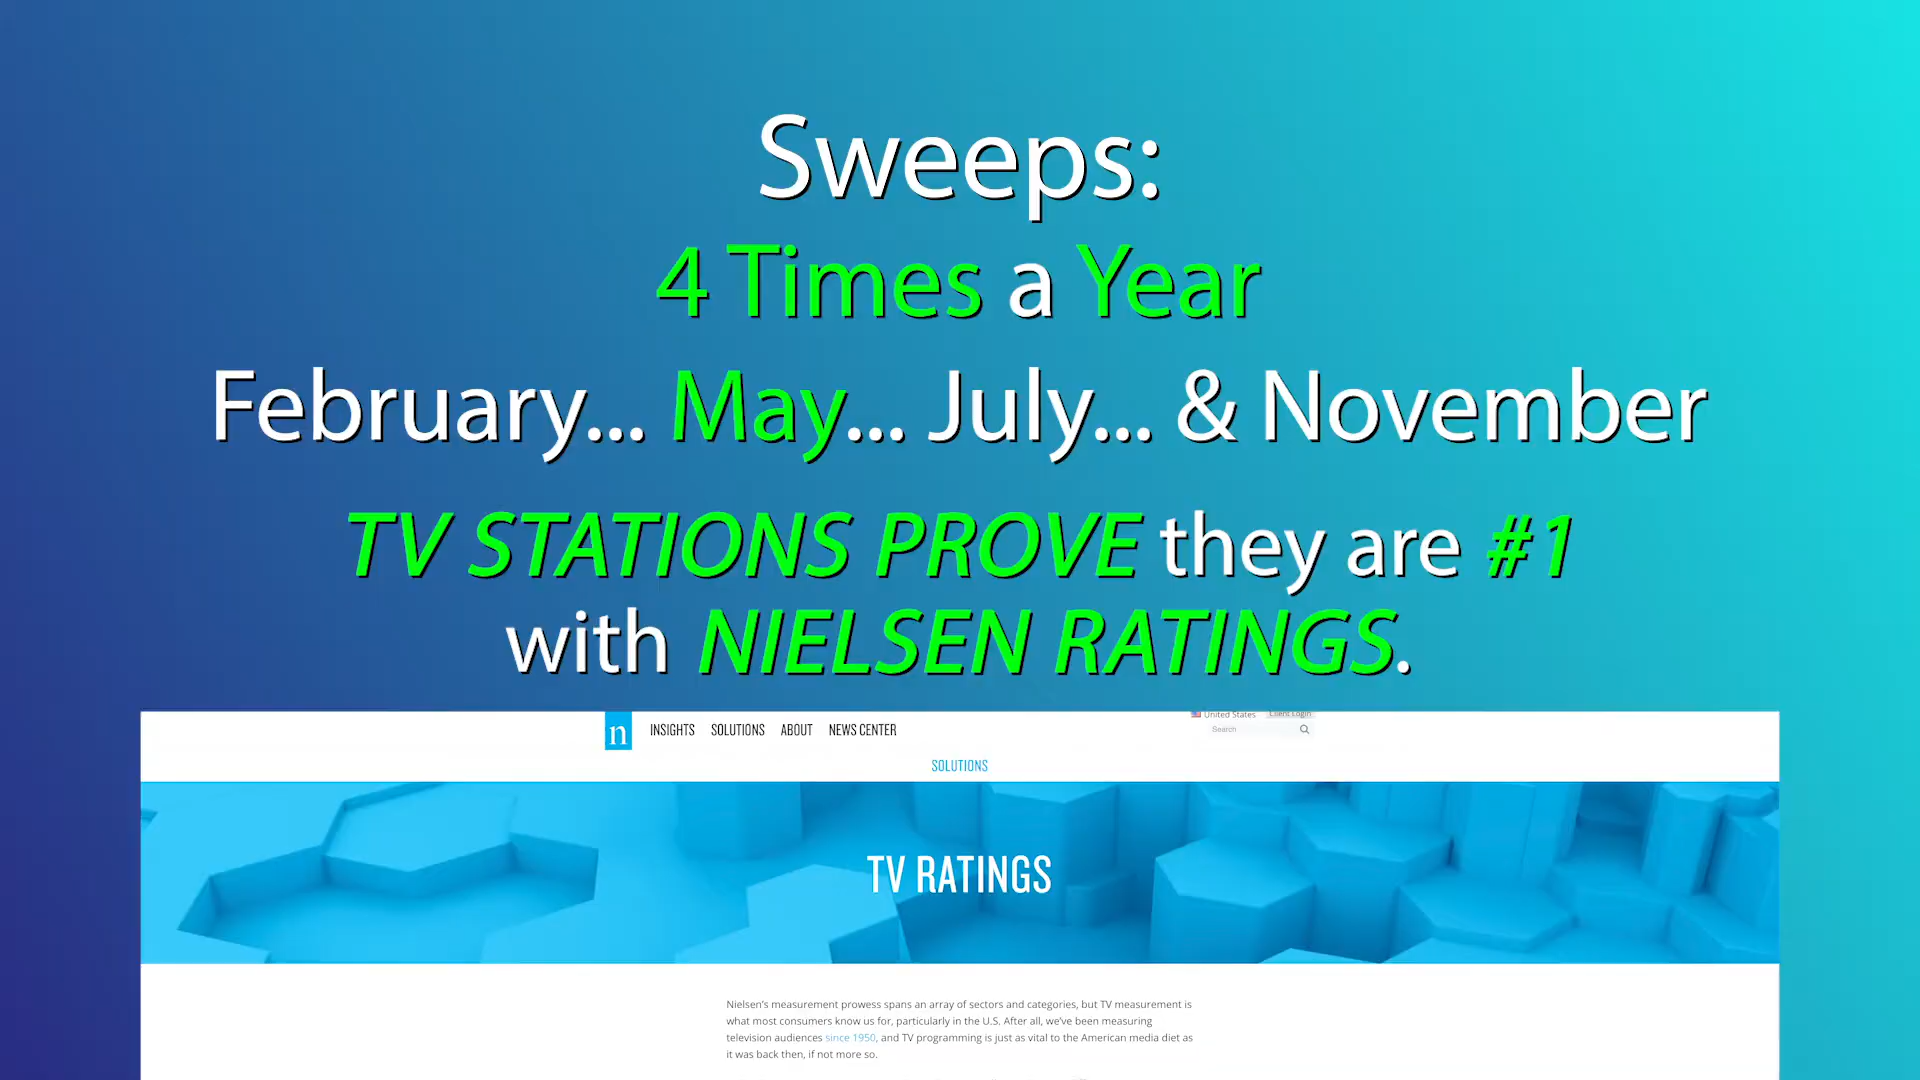 Sweeps:
4 Times a Year
February... May... July... & November
TV STATIONS PROVE they are #1
with NIELSEN RATINGS.
United States Client Login
n INSIGHTS SOLUTIONS ABOUT NEWS CENTER Search
SOLUTIONS
TV RATINGS
Nielsen's measurement prowess spans an array of sectors and categories, but TV measurement is
what most consumers know us for, particularly in the U.S. After all, we've been measuring
television audiences since 1950, and TV programming is just as vital to the American media diet as
it was back then, if not more so.